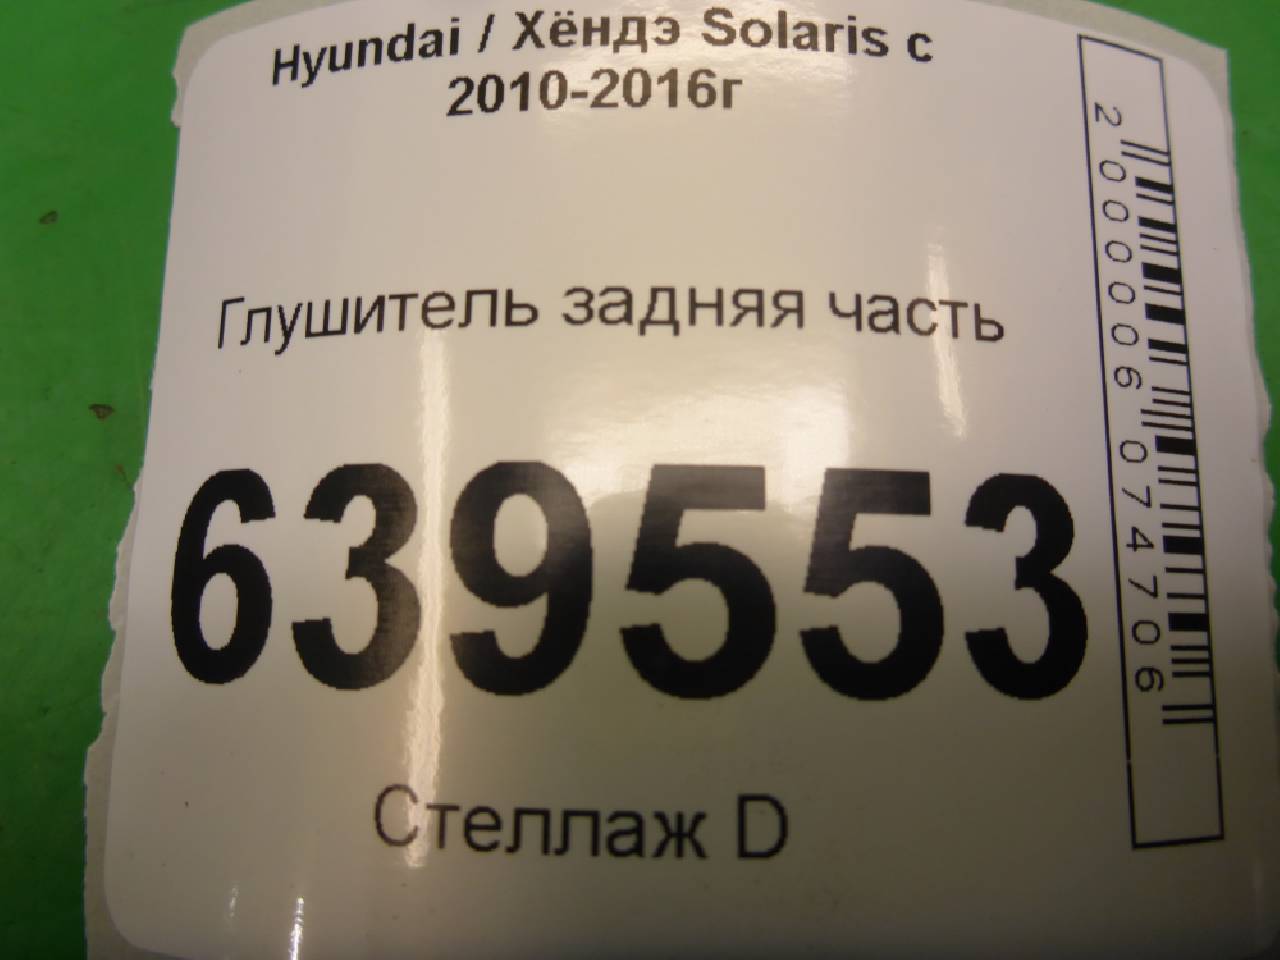 Hyundai / Хёндэ Solaris с
2010-2016г
Глушитель задняя часть
639553
Стеллаж D
2000006074706